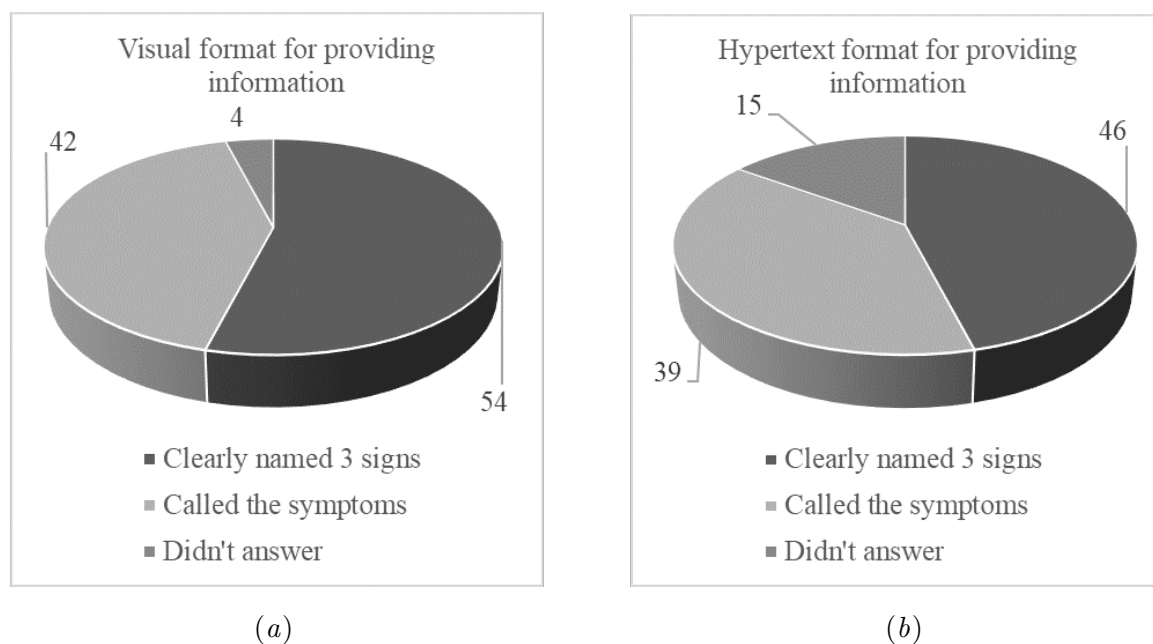 Visual format for providing
information
4
42
54
Clearly named 3 signs
Called the symptoms
Didn't answer
(a)
Hypertext format for providing
information
15
46
39
Clearly named 3 signs
Called the symptoms
Didn't answer
(b)